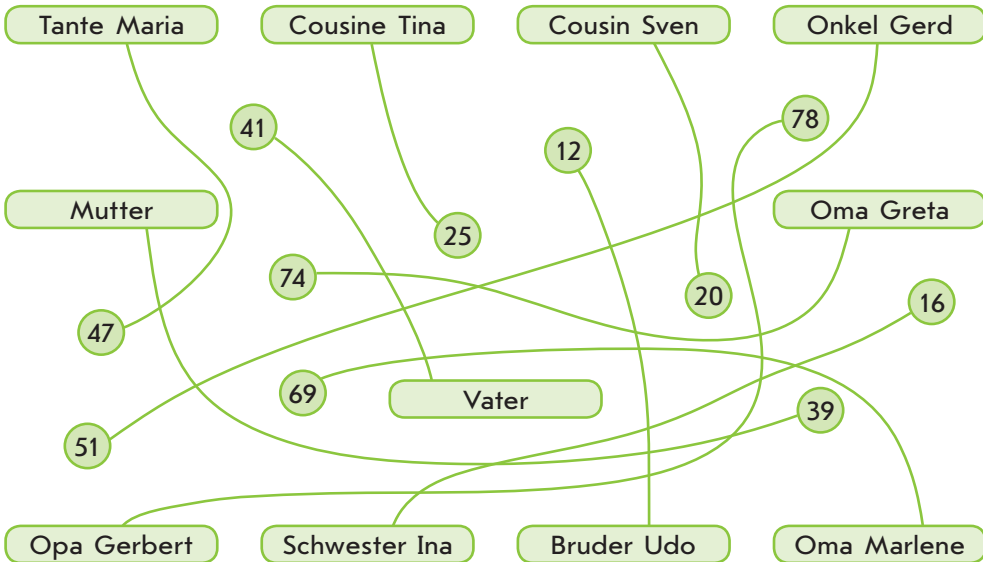 Tante Maria
Cousine Tina
Cousin Sven
Onkel Gerd
41
12
78
Mutter
25
Oma Greta
74
20
16
47
69
Vater
39
51
Opa Gerbert
Schwester Ina
Bruder Udo
Oma Marlene